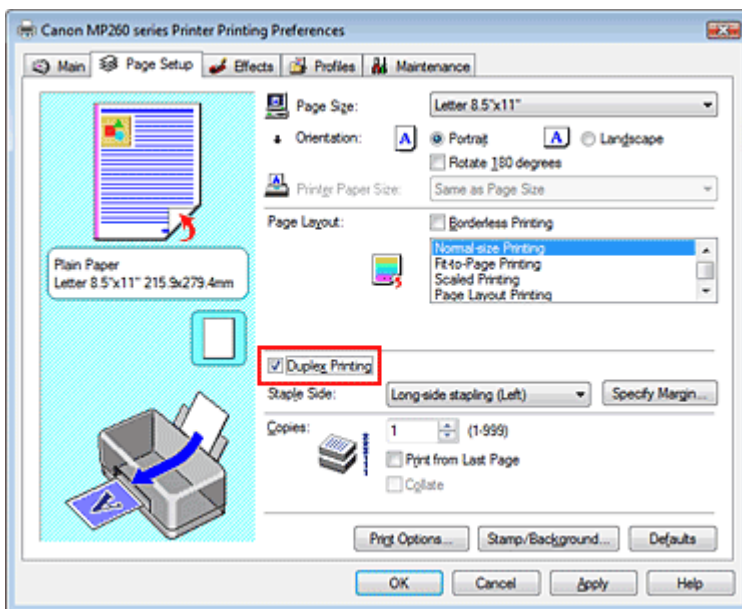 Canon MP260 series Printer Printing Preferences
Main Page Setup Effects Profiles Maintenance
Page Size: Letter 8.5"x11"
Orientation: A Portrait A Landscape
Rotate 180 degrees
Printer Paper Size: Same as Page Size
Page Layout: Borderless Printing
Normal-size Printing
Fit-to-Page Printing
Scaled Printing
Page Layout Printing
Plain Paper
Letter 8.5"x11" 215.9x279.4mm
Duplex Printing
Staple Side: Long-side stapling (Left) Specify Margin...
Copies: 1 (1-999)
Print from Last Page
Collate
Print Options... Stamp/Background... Defaults
OK Cancel Apply Help